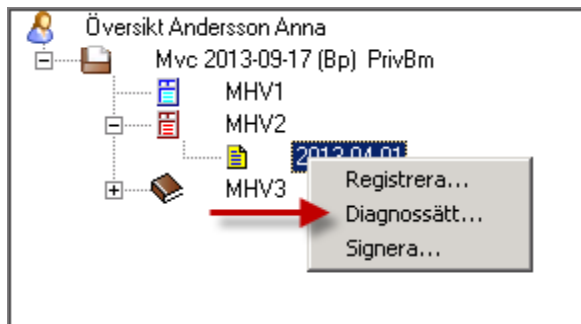 Översikt Andersson Anna
Mvc 2013-09-17 (Bp) PrivBm
MHV1
MHV2
2013-04-01
MHV3
Registrera...
Diagnossätt...
Signera...